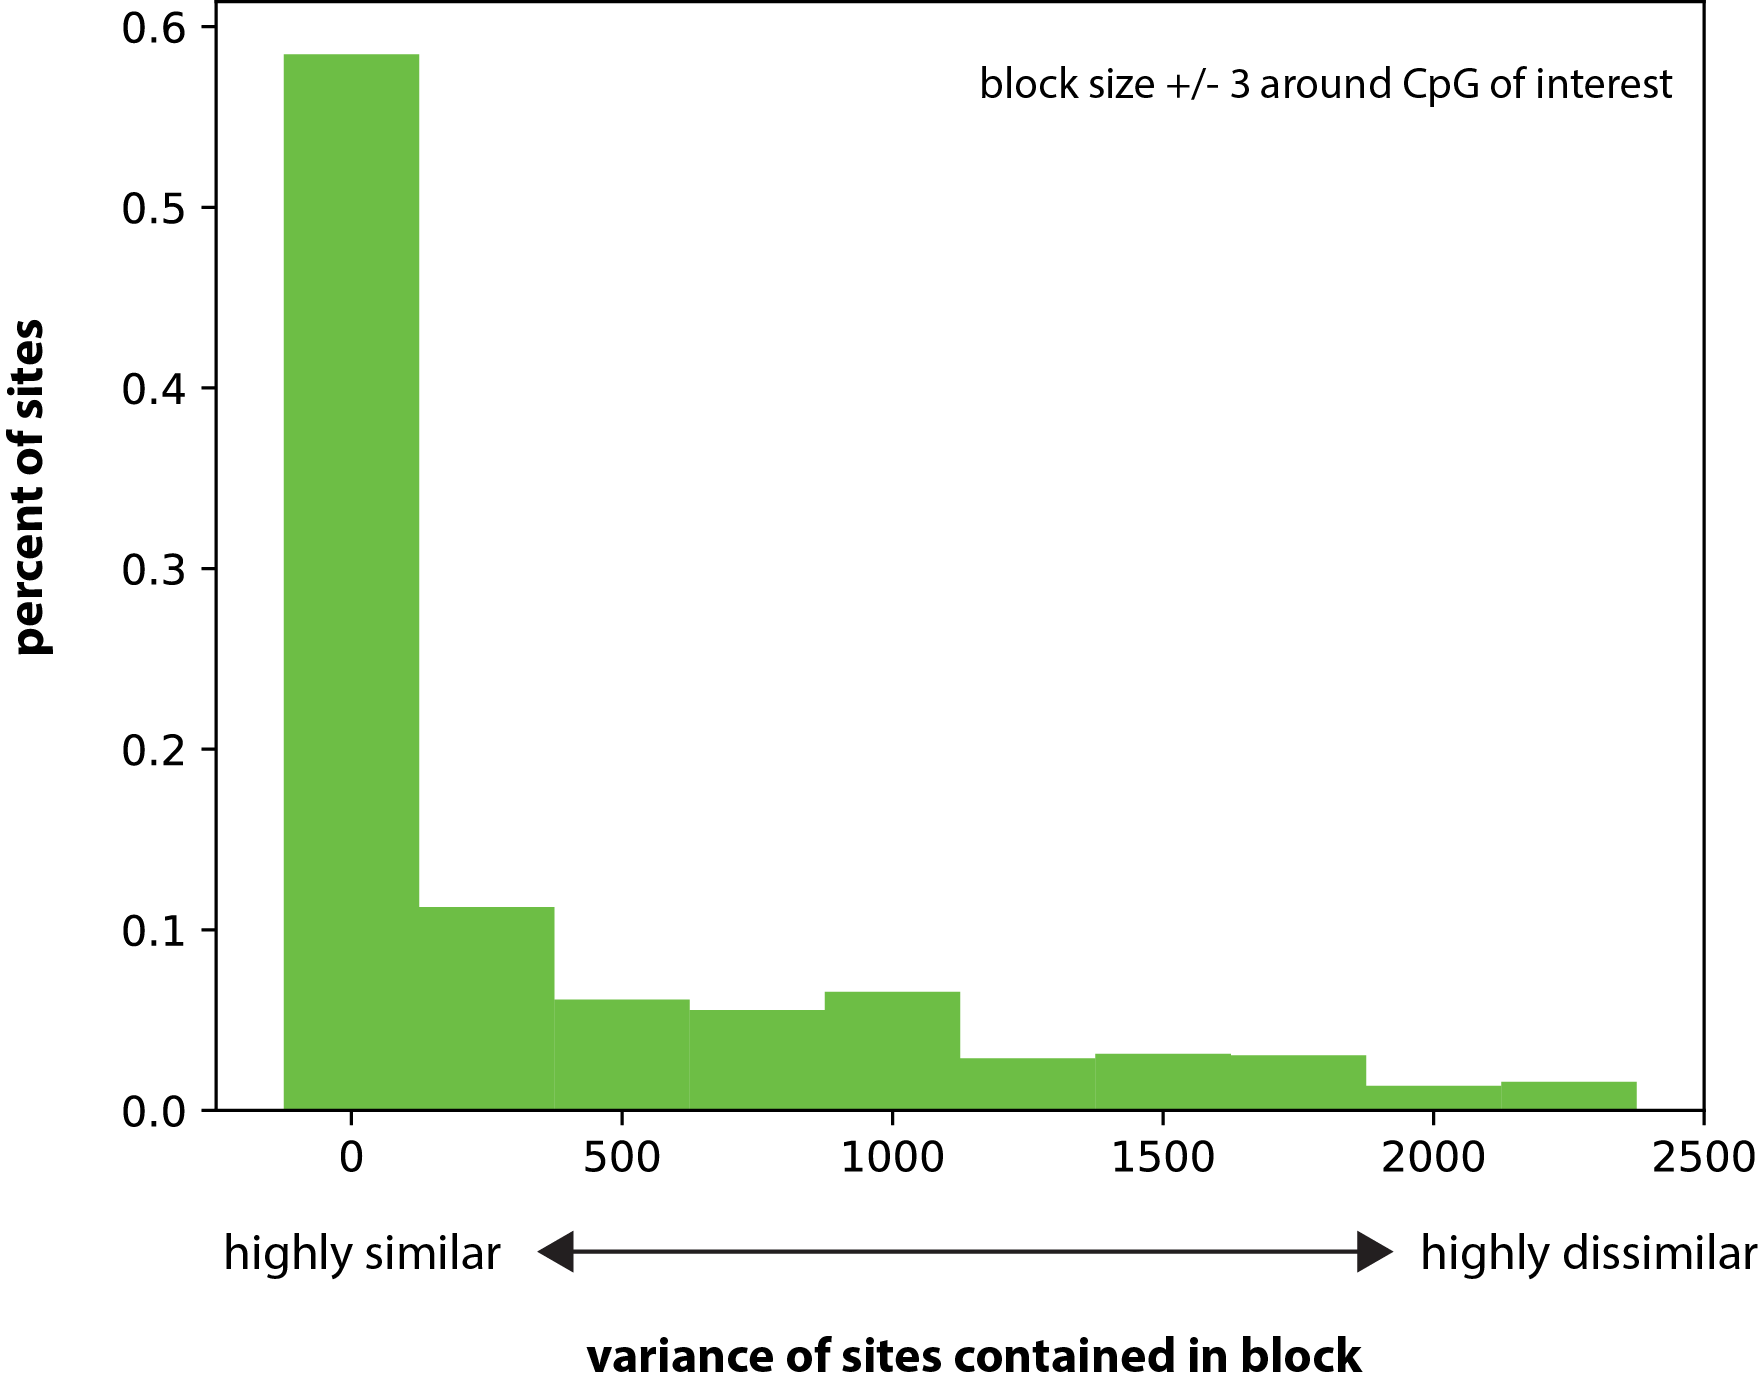 block size +/- 3 around CpG of interest
percent of sites
0.6
0.5
0.4
0.3
0.2
0.1
0.0
0 500 1000 1500 2000 2500
highly similar highly dissimilar
variance of sites contained in block